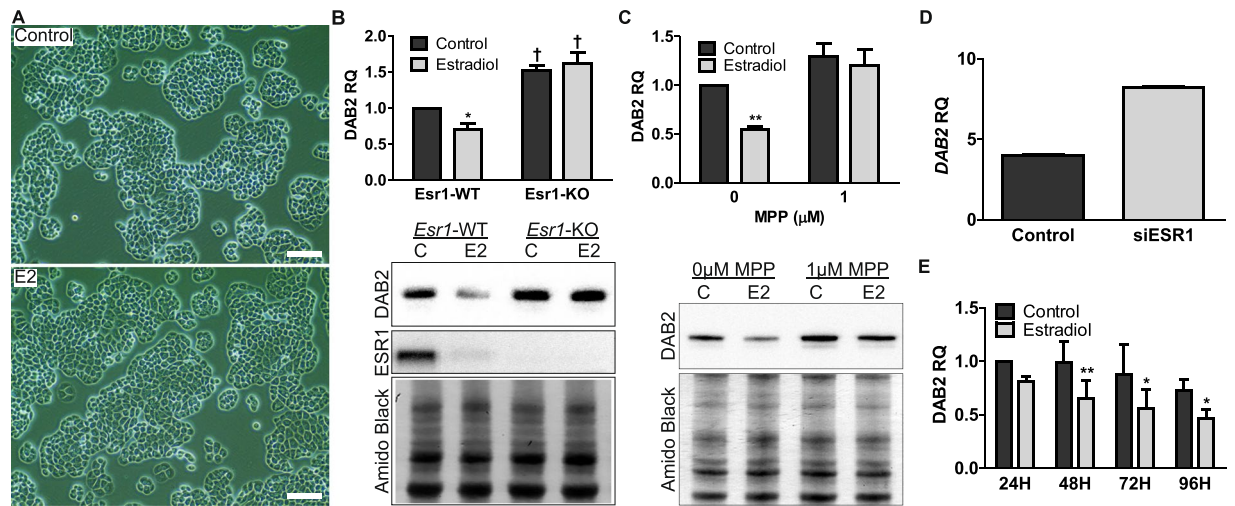 A
Control
E2
B
DAB2 RQ
2.0
1.5
1.0
0.5
0.0
Control
Estradiol
*
†
†
Esr1-WT
Esr1-KO
Esr1-WT
Esr1-KO
C
E2
C
E2
DAB2
ESR1
Amido Black
C
DAB2 RQ
1.5
1.0
0.5
0.0
Control
Estradiol
**
0
1
MPP (µM)
0µM MPP
1µM MPP
C
E2
C
E2
DAB2
Amido Black
D
DAB2 RQ
10
5
0
Control
siESR1
E
DAB2 RQ
1.5
1.0
0.5
0.0
Control
Estradiol
**
*
*
24H
48H
72H
96H